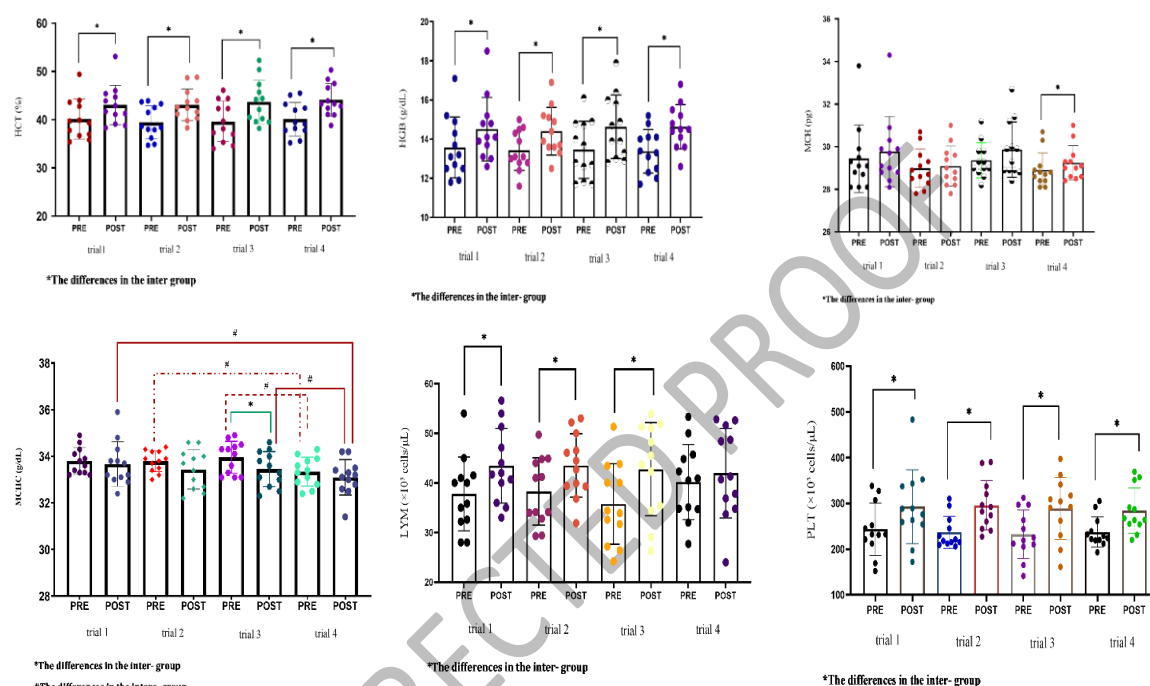 *
*
*
*
60
50
40
30
20
HCT (%)
PRE POST PRE POST PRE POST PRE POST
trial1 trial 2 trial 3 trial 4
*The differences in the inter group
*
*
*
*
20
18
16
14
12
10
HGB (g/dL)
PRE POST PRE POST PRE POST PRE POST
trial 1 trial 2 trial 3 trial 4
*The differences in the inter- group
*
36
34
32
30
28
26
MCH (pg)
PRE POST PRE POST PRE POST PRE POST
trial 1 trial 2 trial 3 trial 4
*The differences in the inter- group
#
#
#
#
*
38
36
34
32
30
28
MCHC (g/dL)
PRE POST PRE POST PRE POST PRE POST
trial 1 trial 2 trial 3 trial 4
*The differences in the inter- group
*
*
*
60
50
40
30
20
LYM (×10³ cells/µL)
PRE POST PRE POST PRE POST PRE POST
trial 1 trial 2 trial 3 trial 4
*The differences in the inter- group
*
*
*
*
600
500
400
300
200
100
PLT (×10³ cells/µL)
PRE POST PRE POST PRE POST PRE POST
trial 1 trial 2 trial 3 trial 4
*The differences in the inter- group
RECTED PROOF